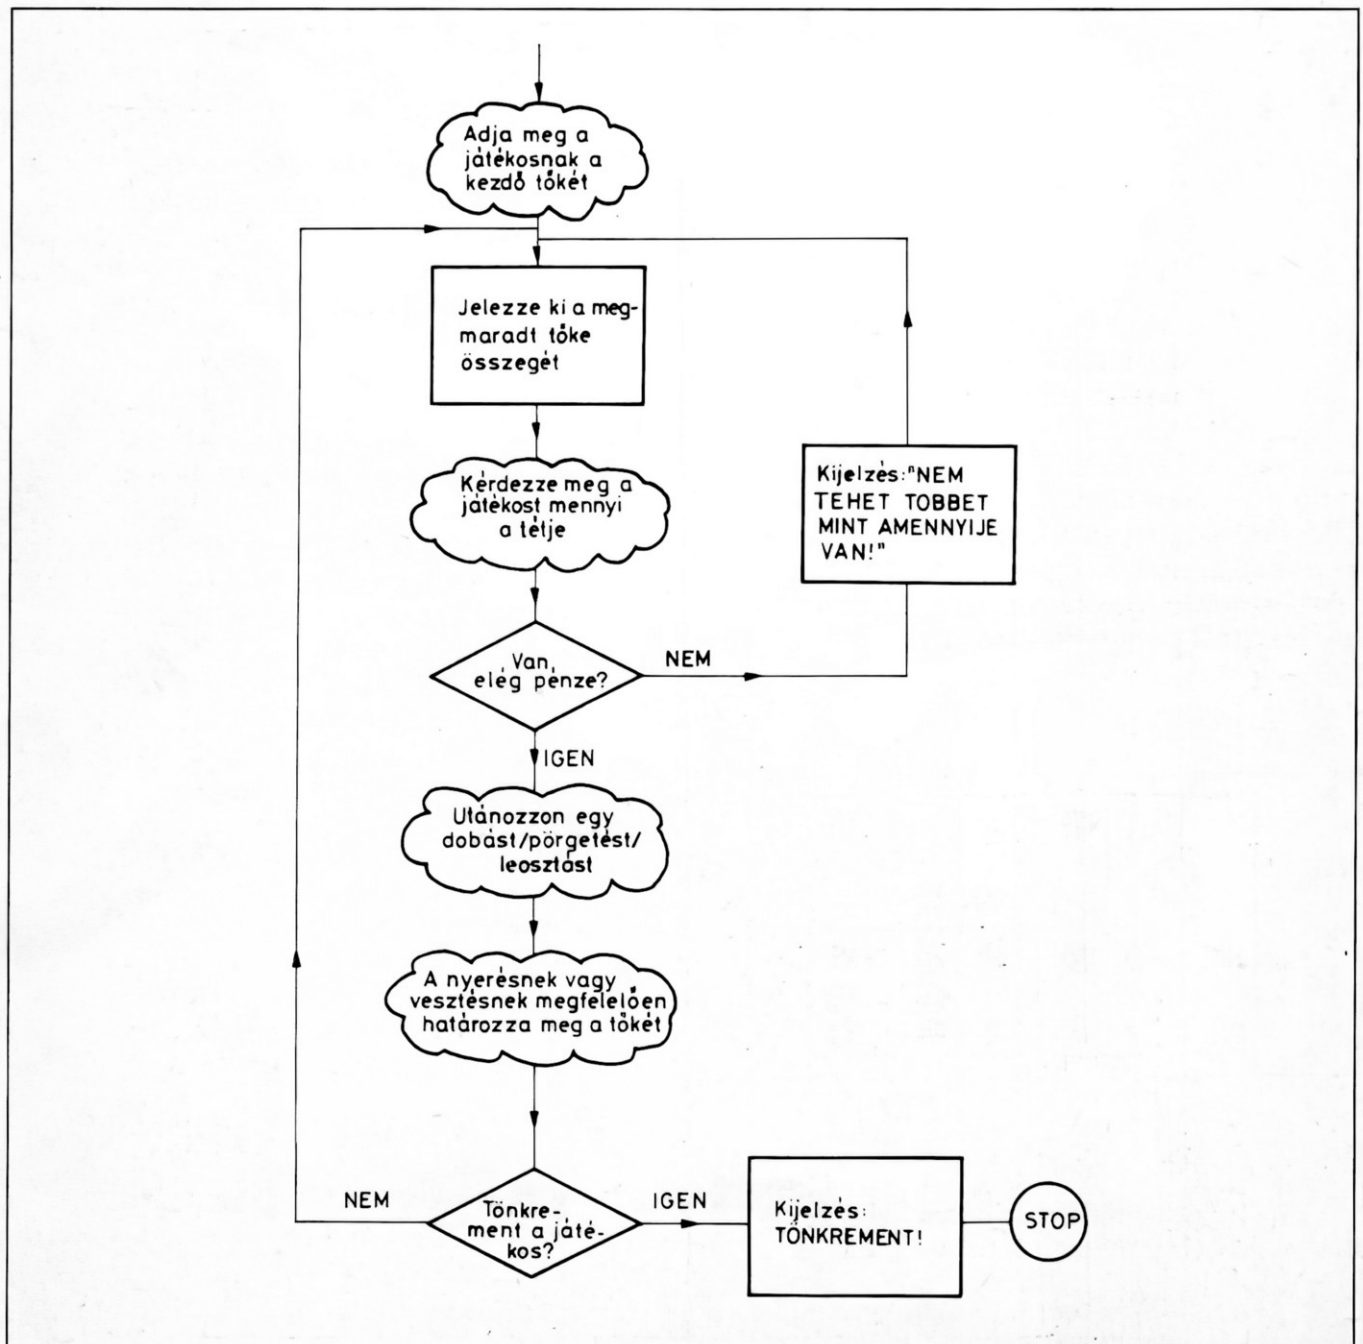 Adja meg a
játékosnak a
kezdő tőkét
Jelezze ki a meg-
maradt tőke
összegét
Kérdezze meg a
játékost mennyi
a tétje
Kijelzés:"NEM
TEHET TOBBET
MINT AMENNYIJE
VAN!"
Van
elég pénze?
NEM
IGEN
Utánozzon egy
dobást/pörgetést/
leosztást
A nyerésnek vagy
vesztésnek megfelelően
határozza meg a tőkét
NEM
Tönkre-
ment a játé-
kos?
IGEN
Kijelzés:
TÖNKREMENT!
STOP